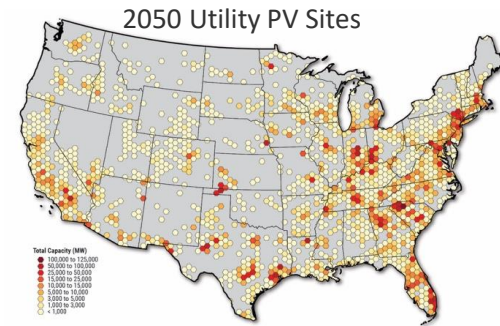 2050 Utility PV Sites
Total Capacity (MW)
100,000 to 125,000
50,000 to 100,000
25,000 to 50,000
15,000 to 25,000
10,000 to 15,000
5,000 to 10,000
3,000 to 5,000
1,000 to 3,000
< 1,000